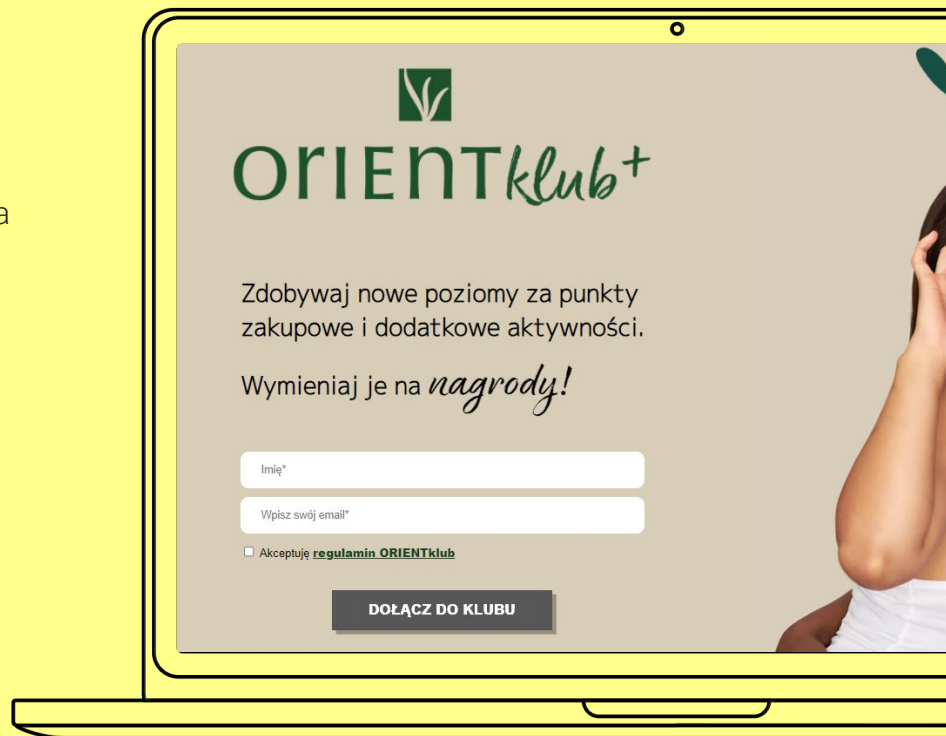 a
ORIENTklub+
Zdobywaj nowe poziomy za punkty
zakupowe i dodatkowe aktywności.
Wymieniaj je na nagrody!
Imię*
Wpisz swój email*
Akceptuję regulamin ORIENTklub
DOŁĄCZ DO KLUBU